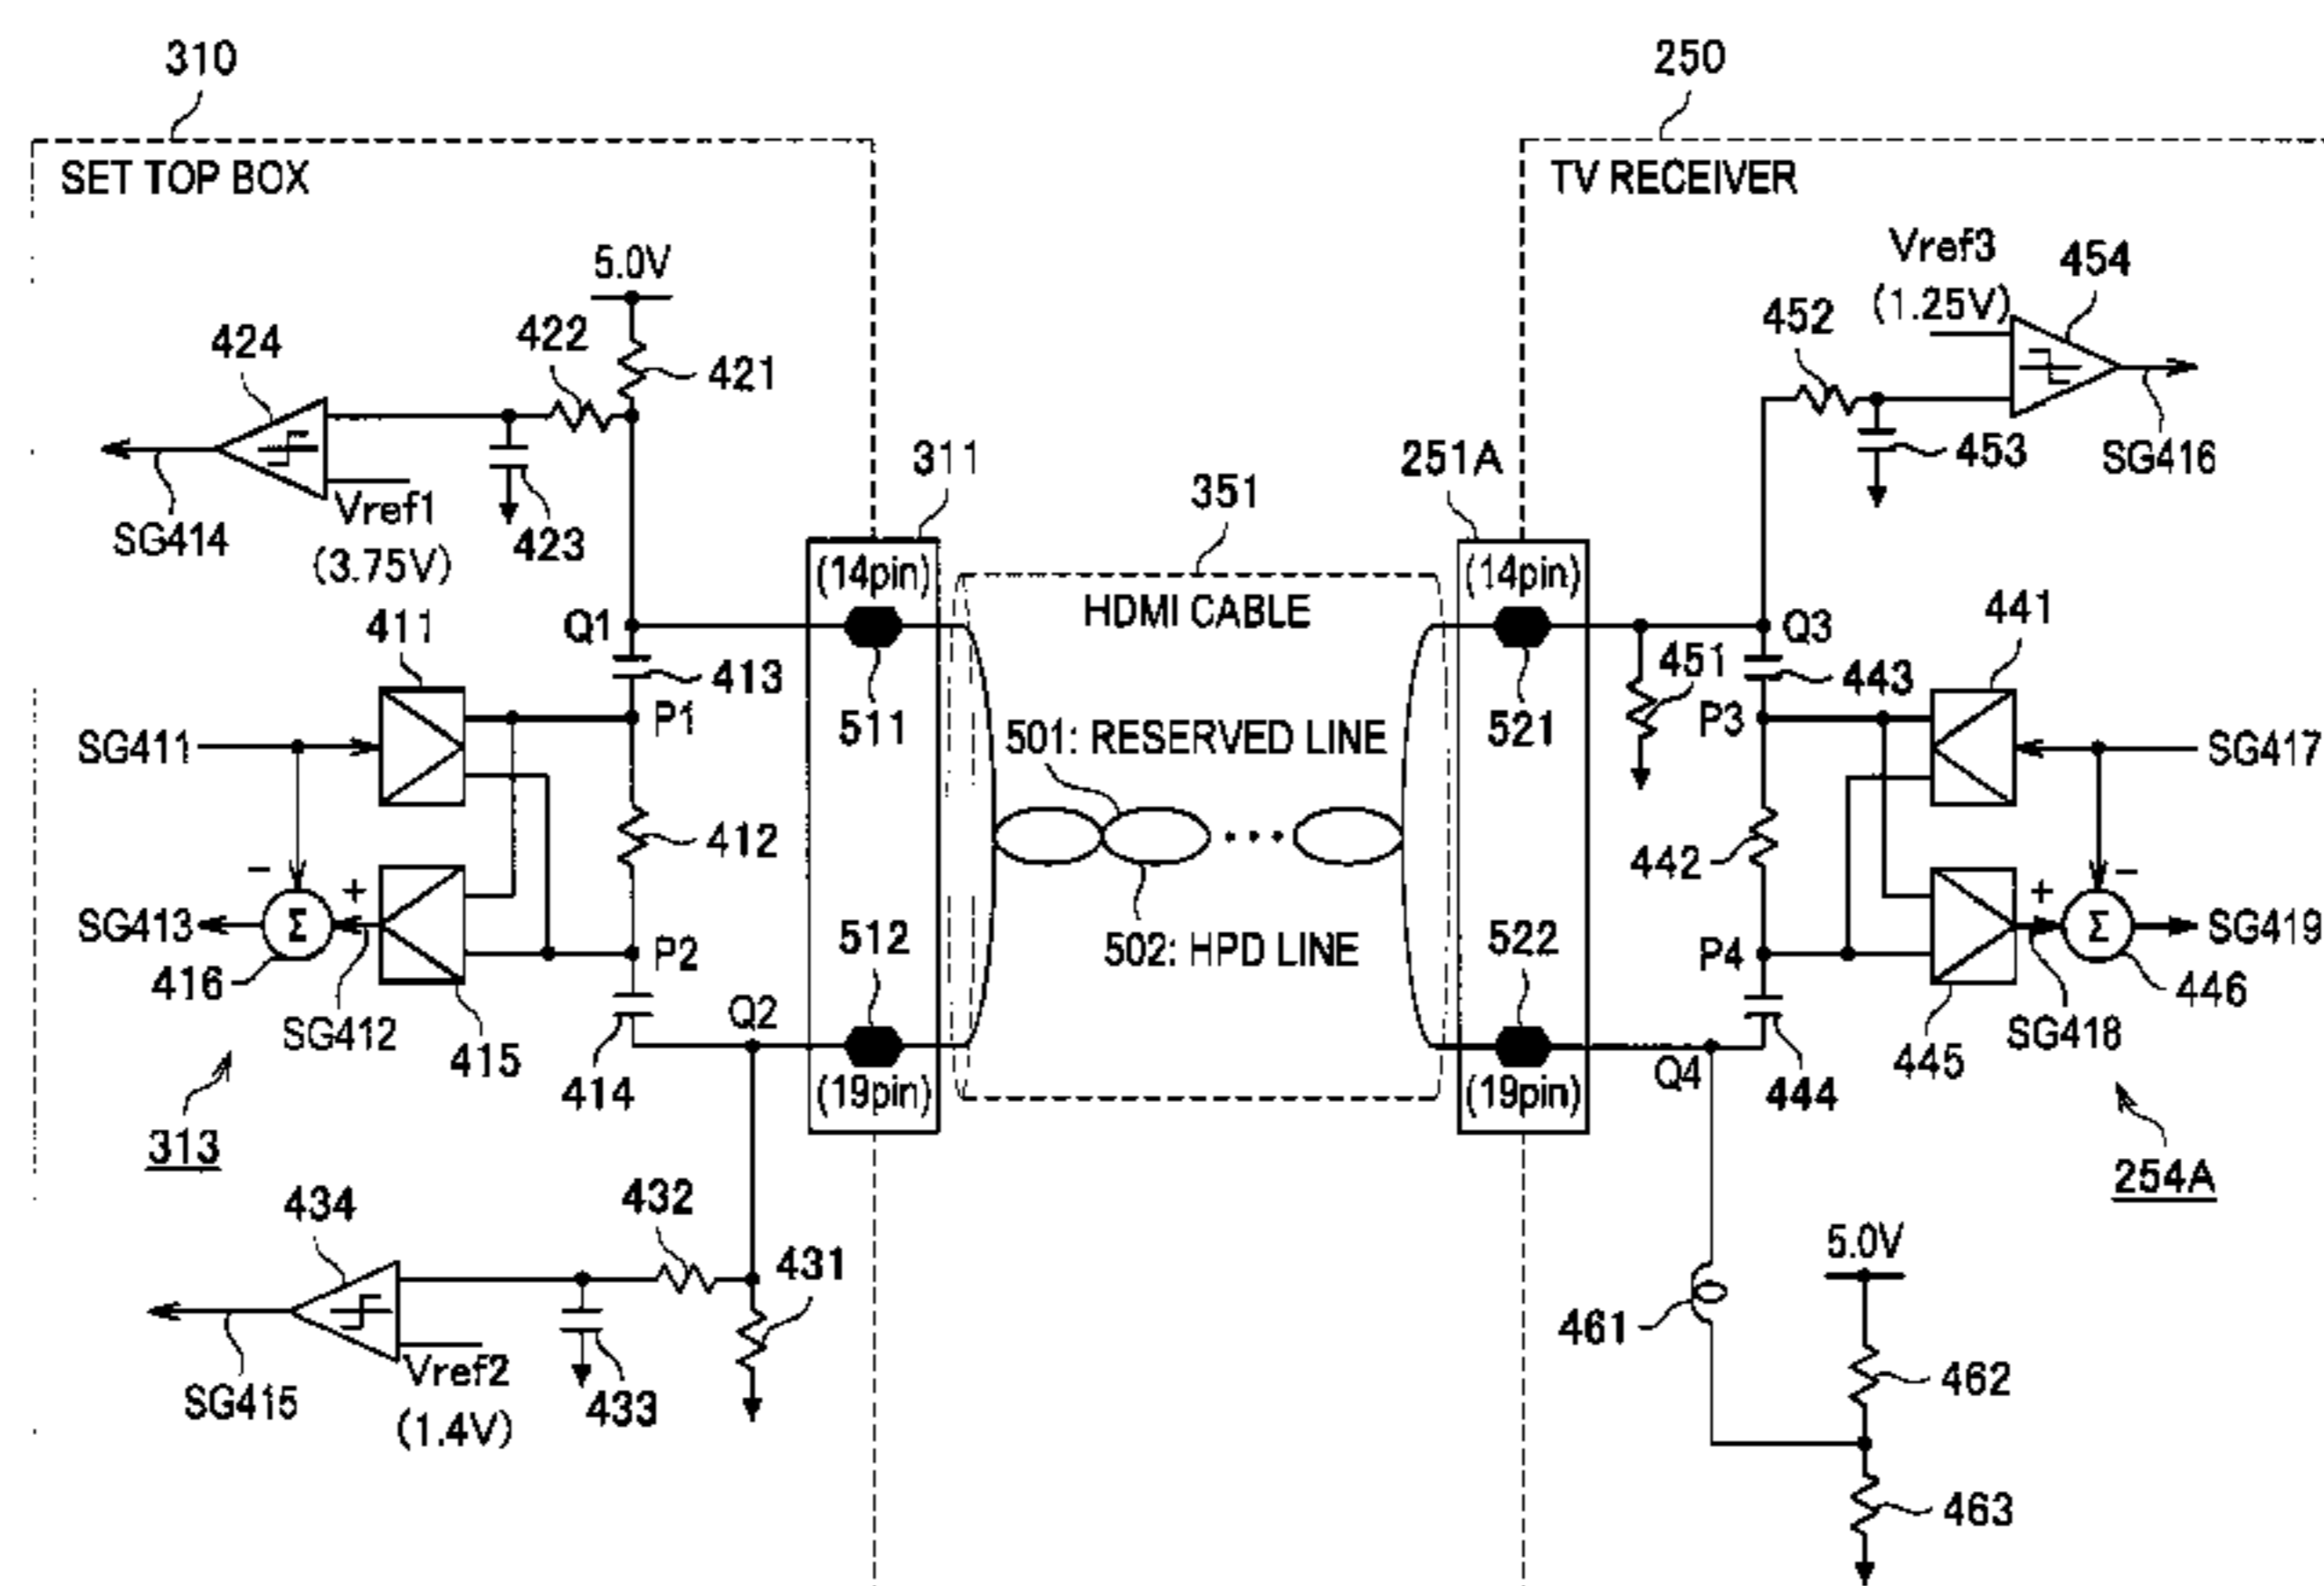 310
250
SET TOP BOX
TV RECEIVER
5.0V
Vref3
(1.25V)
454
424
422
421
452
453
SG416
SG414
Vref1
(3.75V)
423
311
351
251A
(14pin)
HDMI CABLE
(14pin)
411
Q1
413
Q3
441
451
443
SG411
P1
511
501: RESERVED LINE
521
P3
SG417
412
442
SG413
416
SG412
- +
Σ
415
P2
414
Q2
512
502: HPD LINE
522
P4
+ -
Σ
SG419
446
SG418
445
444
Q4
(19pin)
(19pin)
313
254A
434
432
431
5.0V
461
462
SG415
Vref2
(1.4V)
433
463